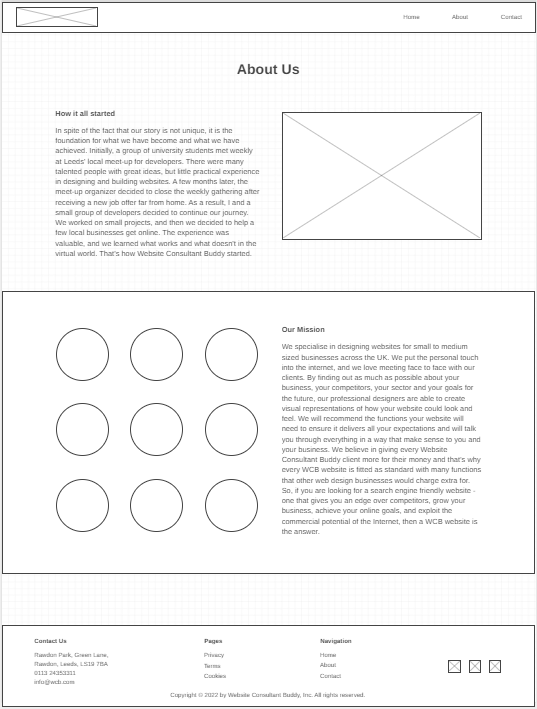 Home About Contact
About Us
How it all started
In spite of the fact that our story is not unique, it is the
foundation for what we have become and what we have
achieved. Initially, a group of university students met weekly
at Leeds' local meet-up for developers. There were many
talented people with great ideas, but little practical experience
in designing and building websites. A few months later, the
meet-up organizer decided to close the weekly gathering after
receiving a new job offer far from home. As a result, I and a
small group of developers decided to continue our journey.
We worked on small projects, and then we decided to help a
few local businesses get online. The experience was
valuable, and we learned what works and what doesn't in the
virtual world. That's how Website Consultant Buddy started.
Our Mission
We specialise in designing websites for small to medium
sized businesses across the UK. We put the personal touch
into the internet, and we love meeting face to face with our
clients. By finding out as much as possible about your
business, your competitors, your sector and your goals for
the future, our professional designers are able to create
visual representations of how your website could look and
feel. We will recommend the functions your website will
need to ensure it delivers all your expectations and will talk
you through everything in a way that make sense to you and
your business. We believe in giving every Website
Consultant Buddy client more for their money and that's why
every WCB website is fitted as standard with many functions
that other web design businesses would charge extra for.
So, if you are looking for a search engine friendly website -
one that gives you an edge over competitors, grow your
business, achieve your online goals, and exploit the
commercial potential of the Internet, then a WCB website is
the answer.
Contact Us
Rawdon Park, Green Lane,
Rawdon, Leeds, LS19 7BA
0113 24353311
info@wcb.com
Pages
Privacy
Terms
Cookies
Navigation
Home
About
Contact
Copyright © 2022 by Website Consultant Buddy, Inc. All rights reserved.